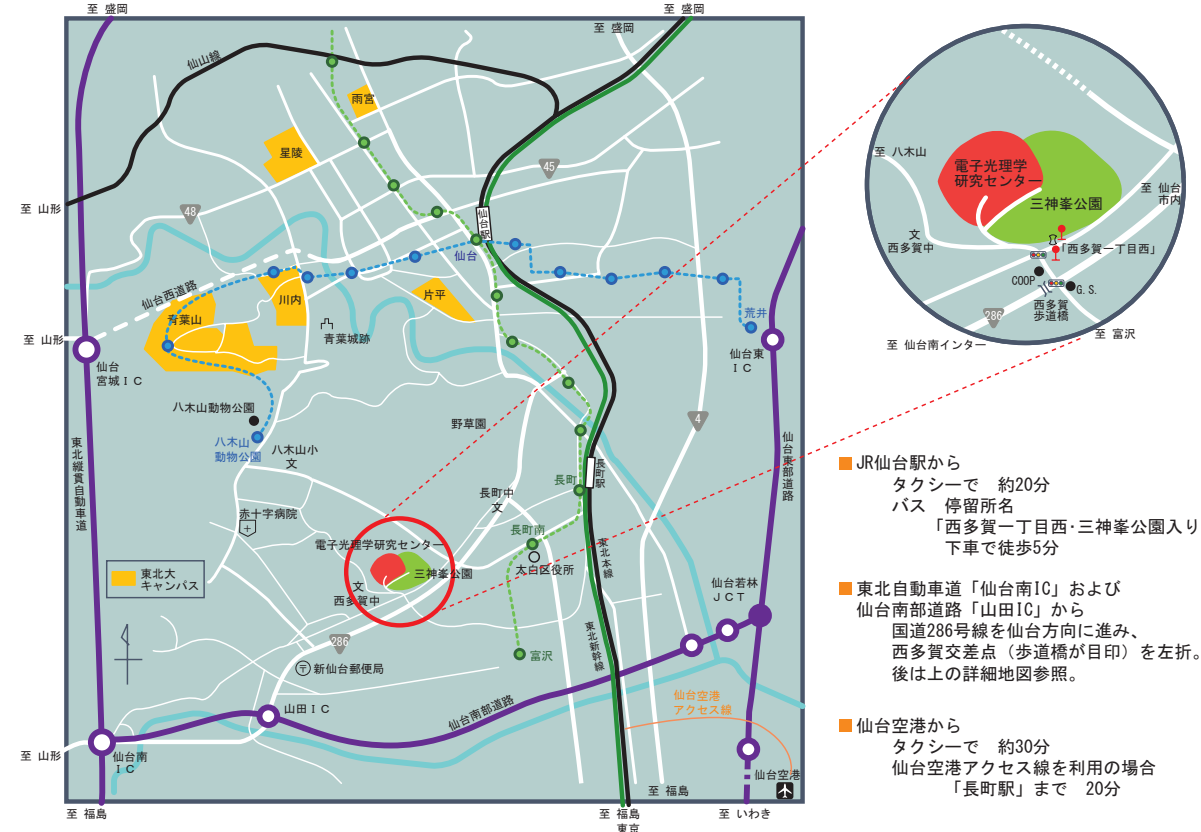 至 盛岡
至 盛岡
至 盛岡
仙山線
雨宮
星陵
45
至 山形
48
仙台駅
仙台
仙台西道路
川内
片平
青葉山
青葉城跡
荒井
至 山形
仙台
宮城ＩＣ
仙台東
ＩＣ
八木山動物公園
八木山
動物公園
八木山小
文
野草園
4
東北縦貫自動車道
仙台東部道路
長町駅
長町
長町中
文
赤十字病院
長町南
電子光理学研究センター
三神峯公園
太白区役所
東北本線
文
西多賀中
東北大
キャンパス
仙台若林
ＪＣＴ
286
東北新幹線
富沢
〒新仙台郵便局
仙台空港
アクセス線
山田ＩＣ
仙台南部道路
至 山形
仙台南
ＩＣ
仙台空港
至 福島
至 福島
至 福島
東京
至 いわき
至 八木山
電子光理学
研究センター
至 仙台
市内
三神峯公園
文
西多賀中
「西多賀一丁目西」
COOP
G.S.
西多賀
歩道橋
286
至 富沢
至 仙台南インター
JR仙台駅から
タクシーで 約20分
バス 停留所名
「西多賀一丁目西･三神峯公園入り
下車で徒歩5分
東北自動車道「仙台南IC」および
仙台南部道路「山田IC」から
国道286号線を仙台方向に進み、
西多賀交差点（歩道橋が目印）を左折。
後は上の詳細地図参照。
仙台空港から
タクシーで 約30分
仙台空港アクセス線を利用の場合
「長町駅」まで 20分